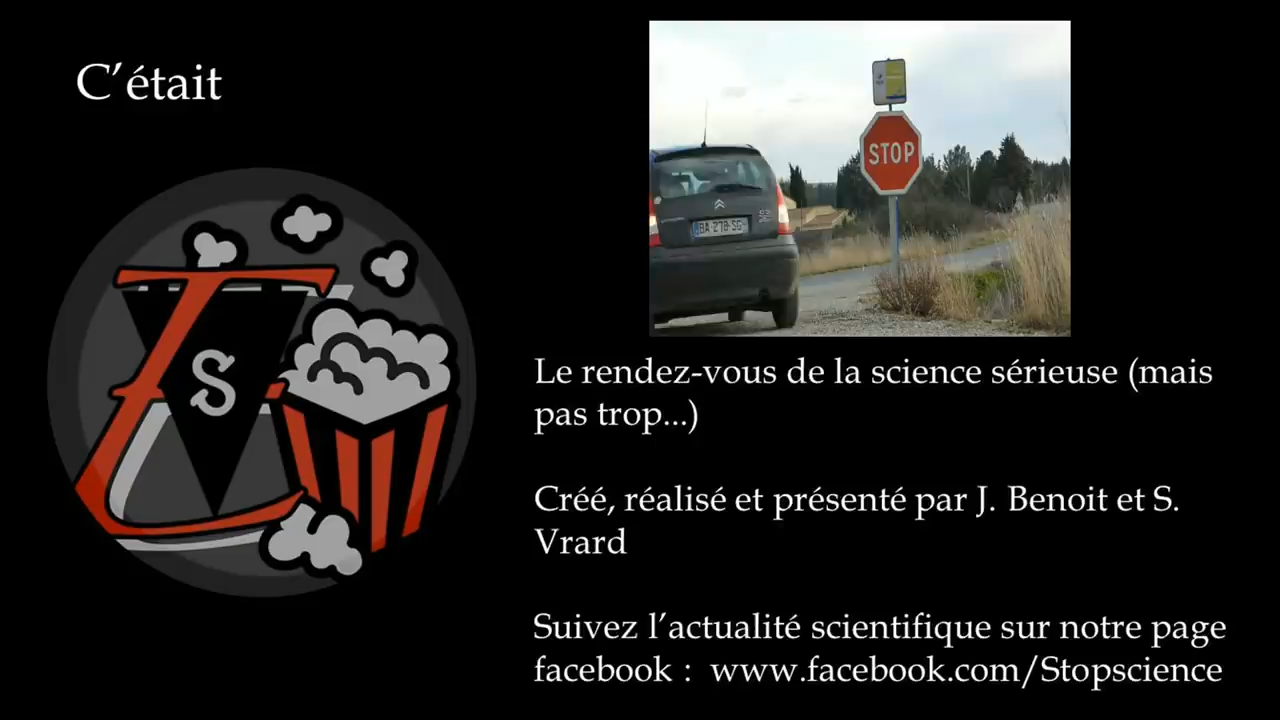 C’était
STOP
BA-278-SG
S
Le rendez-vous de la science sérieuse (mais
pas trop...)
Créé, réalisé et présenté par J. Benoit et S.
Vrard
Suivez l’actualité scientifique sur notre page
facebook :  www.facebook.com/Stopscience